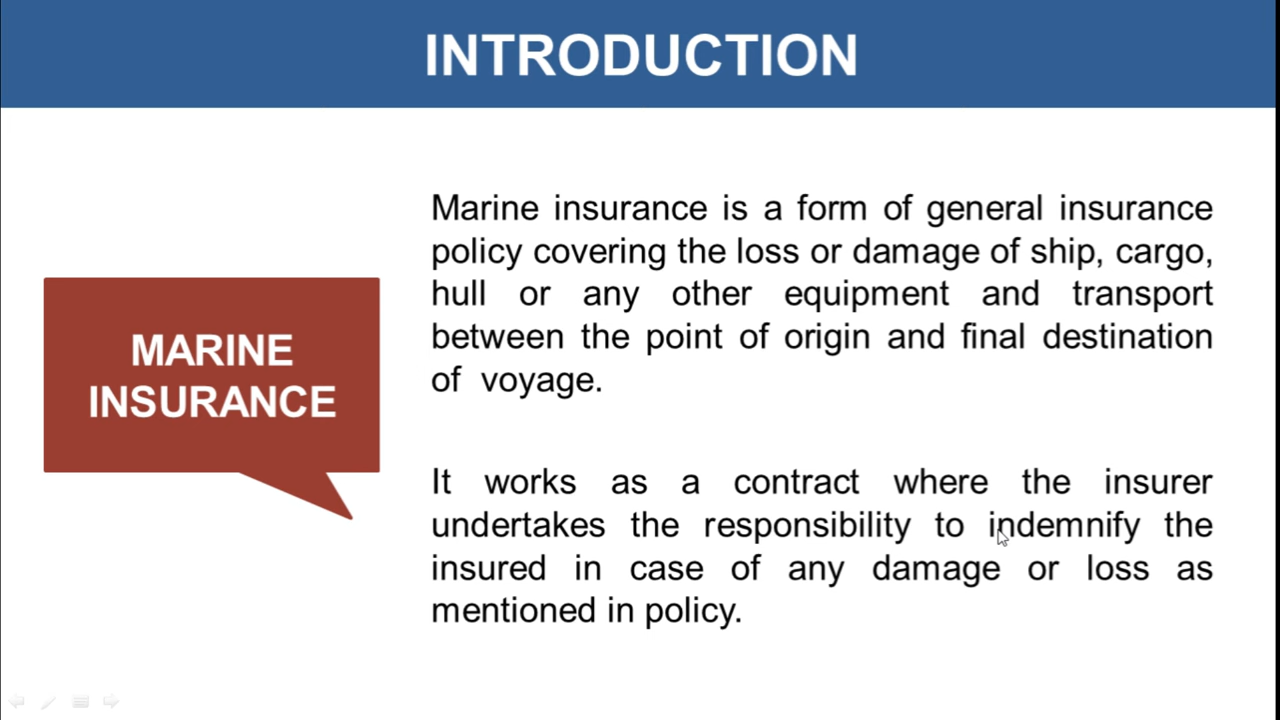 INTRODUCTION
MARINE
INSURANCE
Marine insurance is a form of general insurance
policy covering the loss or damage of ship, cargo,
hull or any other equipment and transport
between the point of origin and final destination
of voyage.
It works as a contract where the insurer
undertakes the responsibility to indemnify the
insured in case of any damage or loss as
mentioned in policy.